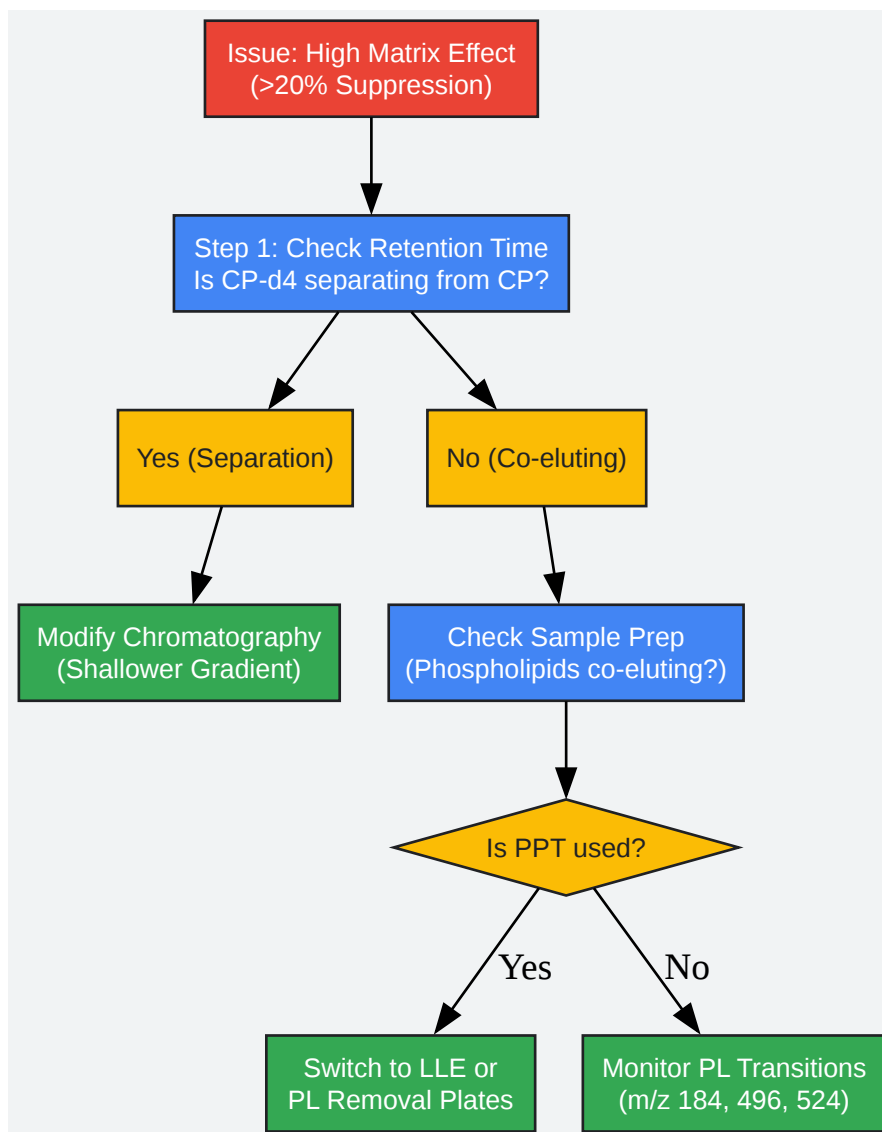 Issue: High Matrix Effect
(>20% Suppression)
Step 1: Check Retention Time
Is CP-d4 separating from CP?
Yes (Separation)
No (Co-eluting)
Modify Chromatography
(Shallower Gradient)
Check Sample Prep
(Phospholipids co-eluting?)
Is PPT used?
Yes
No
Switch to LLE or
PL Removal Plates
Monitor PL Transitions
(m/z 184, 496, 524)